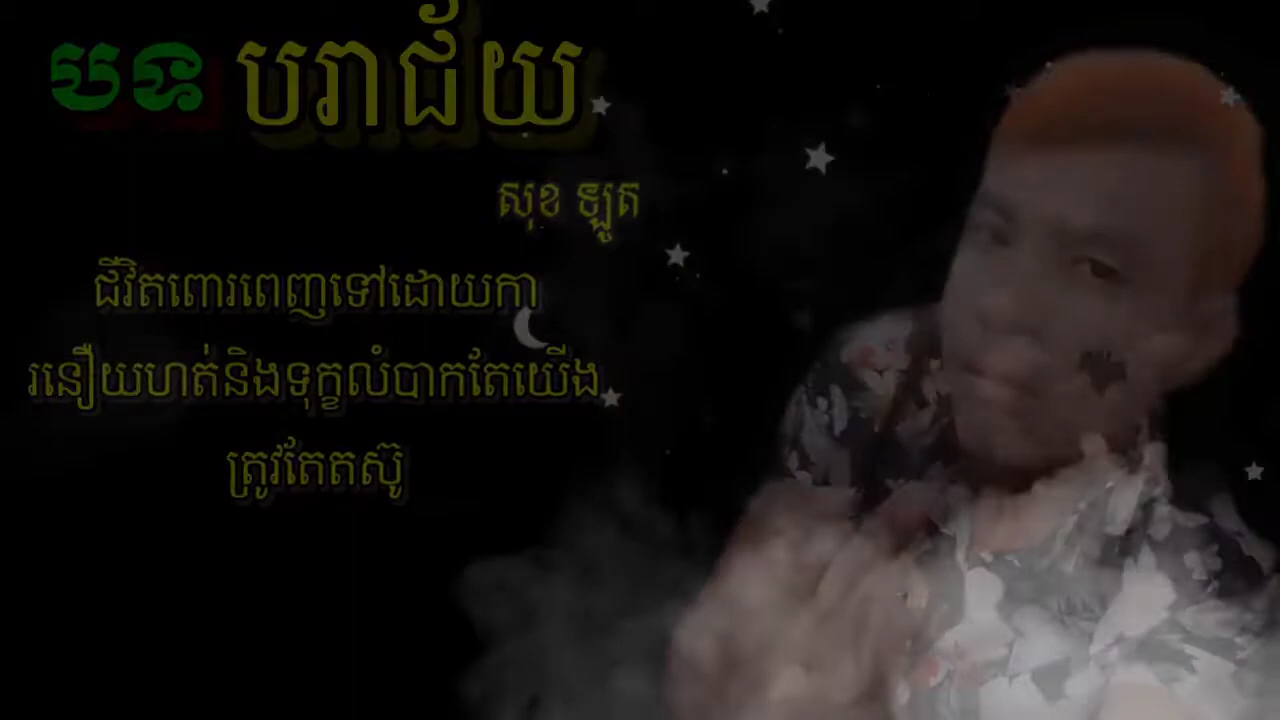 បទ បរាជ័យ
សុខ ឡូត
ជីវិតពោរពេញទៅដោយកា
រនឿយហត់និងទុក្ខលំបាកតែយើង
ត្រូវតែតស៊ូ